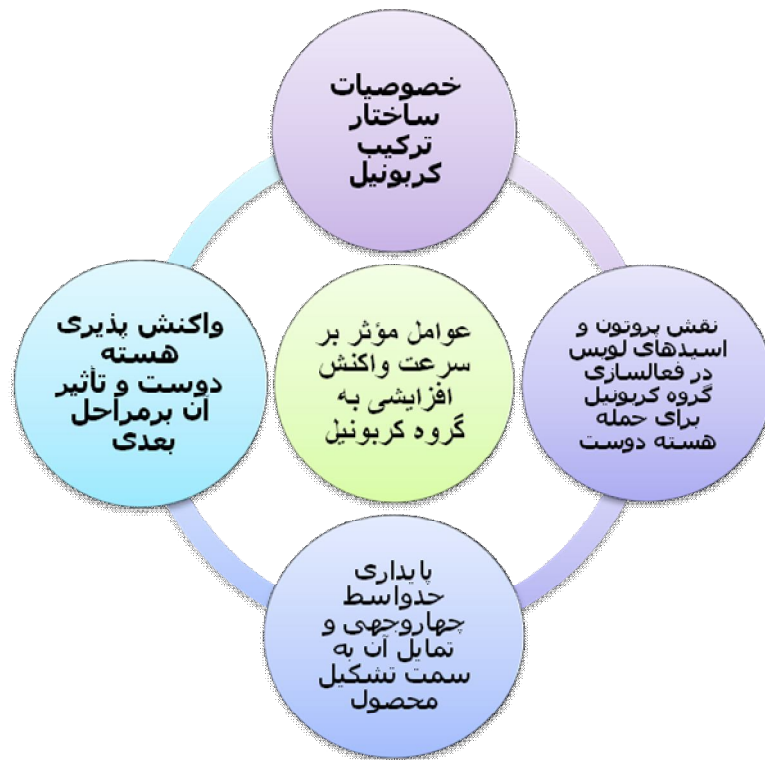 خصوصیات
ساختار
ترکیب
کربونیل
نقش پروتون و
اسیدهای لویس
در فعالسازی
گروه کربونیل
برای حمله
هسته دوست
عوامل مؤثر بر
سرعت واکنش
افزایشی به
گروه کربونیل
واکنش پذیری
هسته
دوست و تأثیر
آن برمراحل
بعدی
پایداری
حدواسط
چهاروجهی و
تمایل آن به
سمت تشکیل
محصول